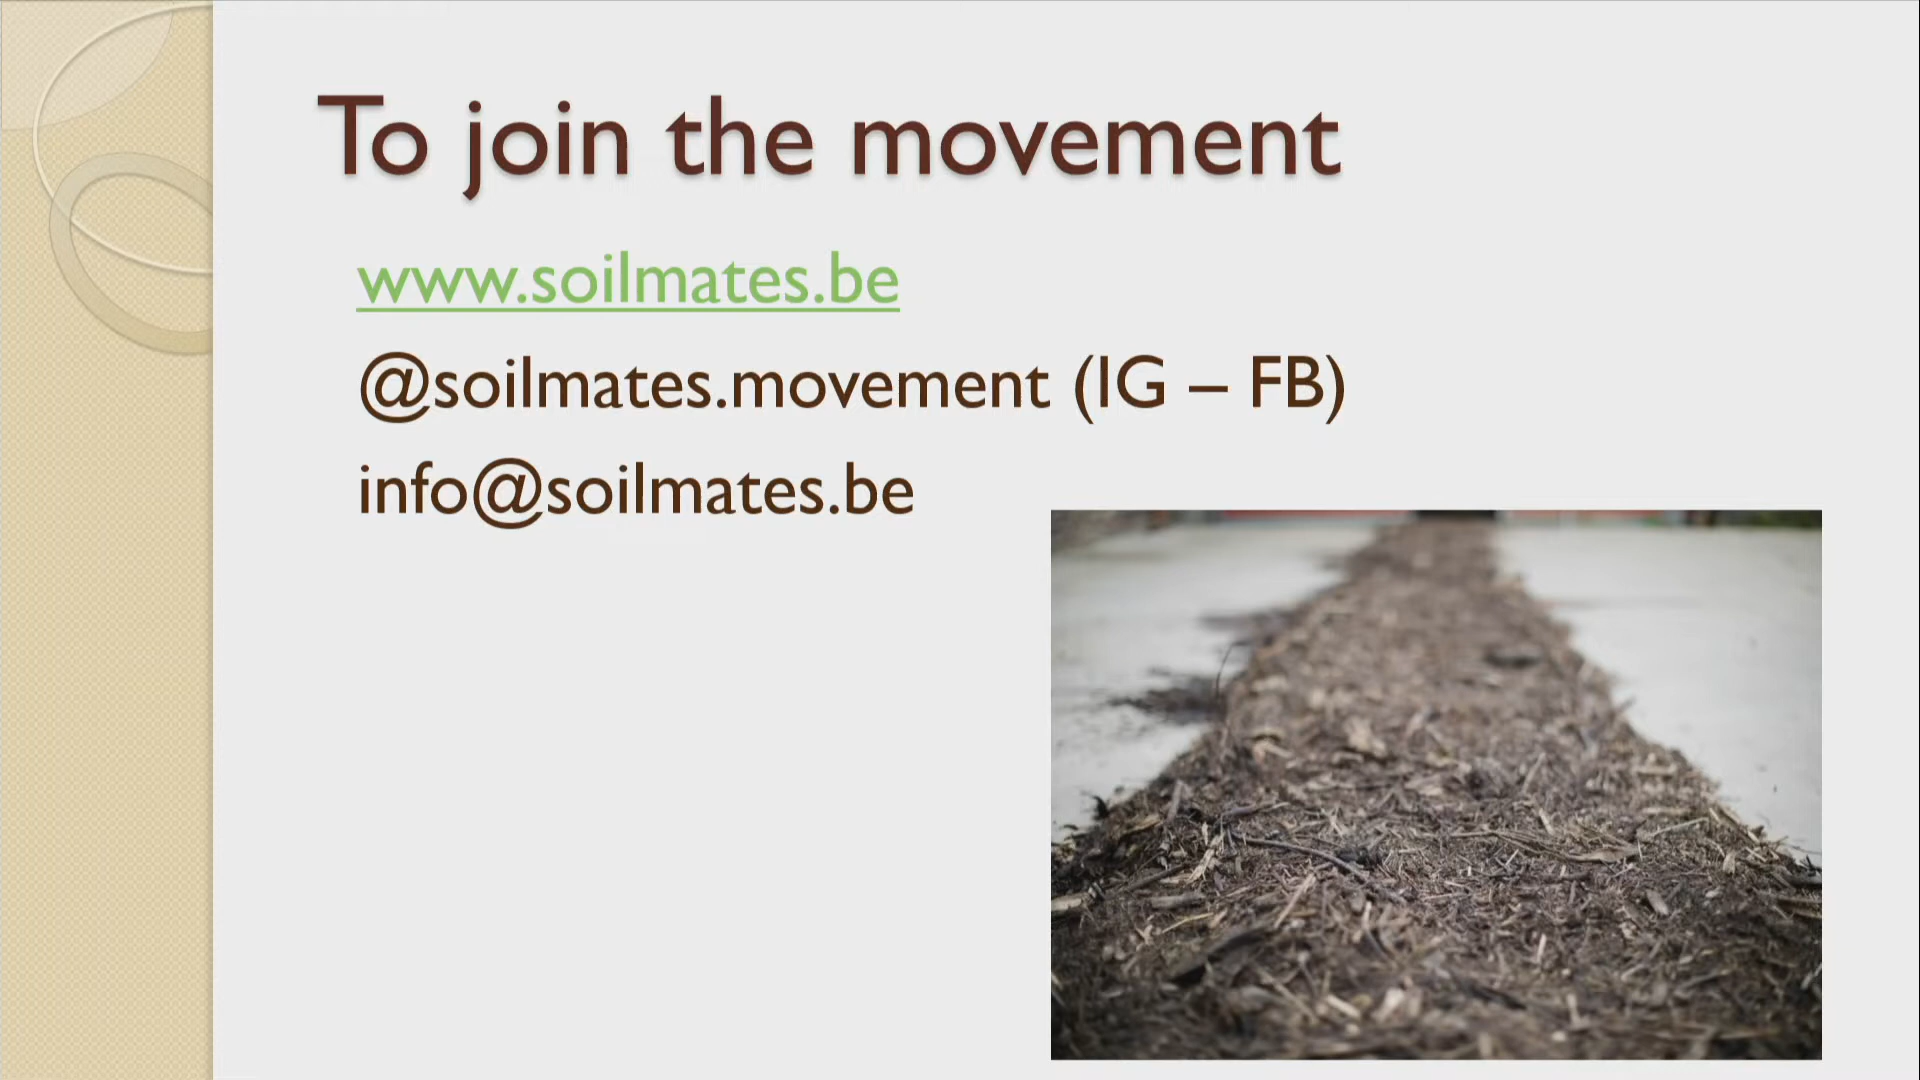 To join the movement
www.soilmates.be
@soilmates.movement (IG – FB)
info@soilmates.be